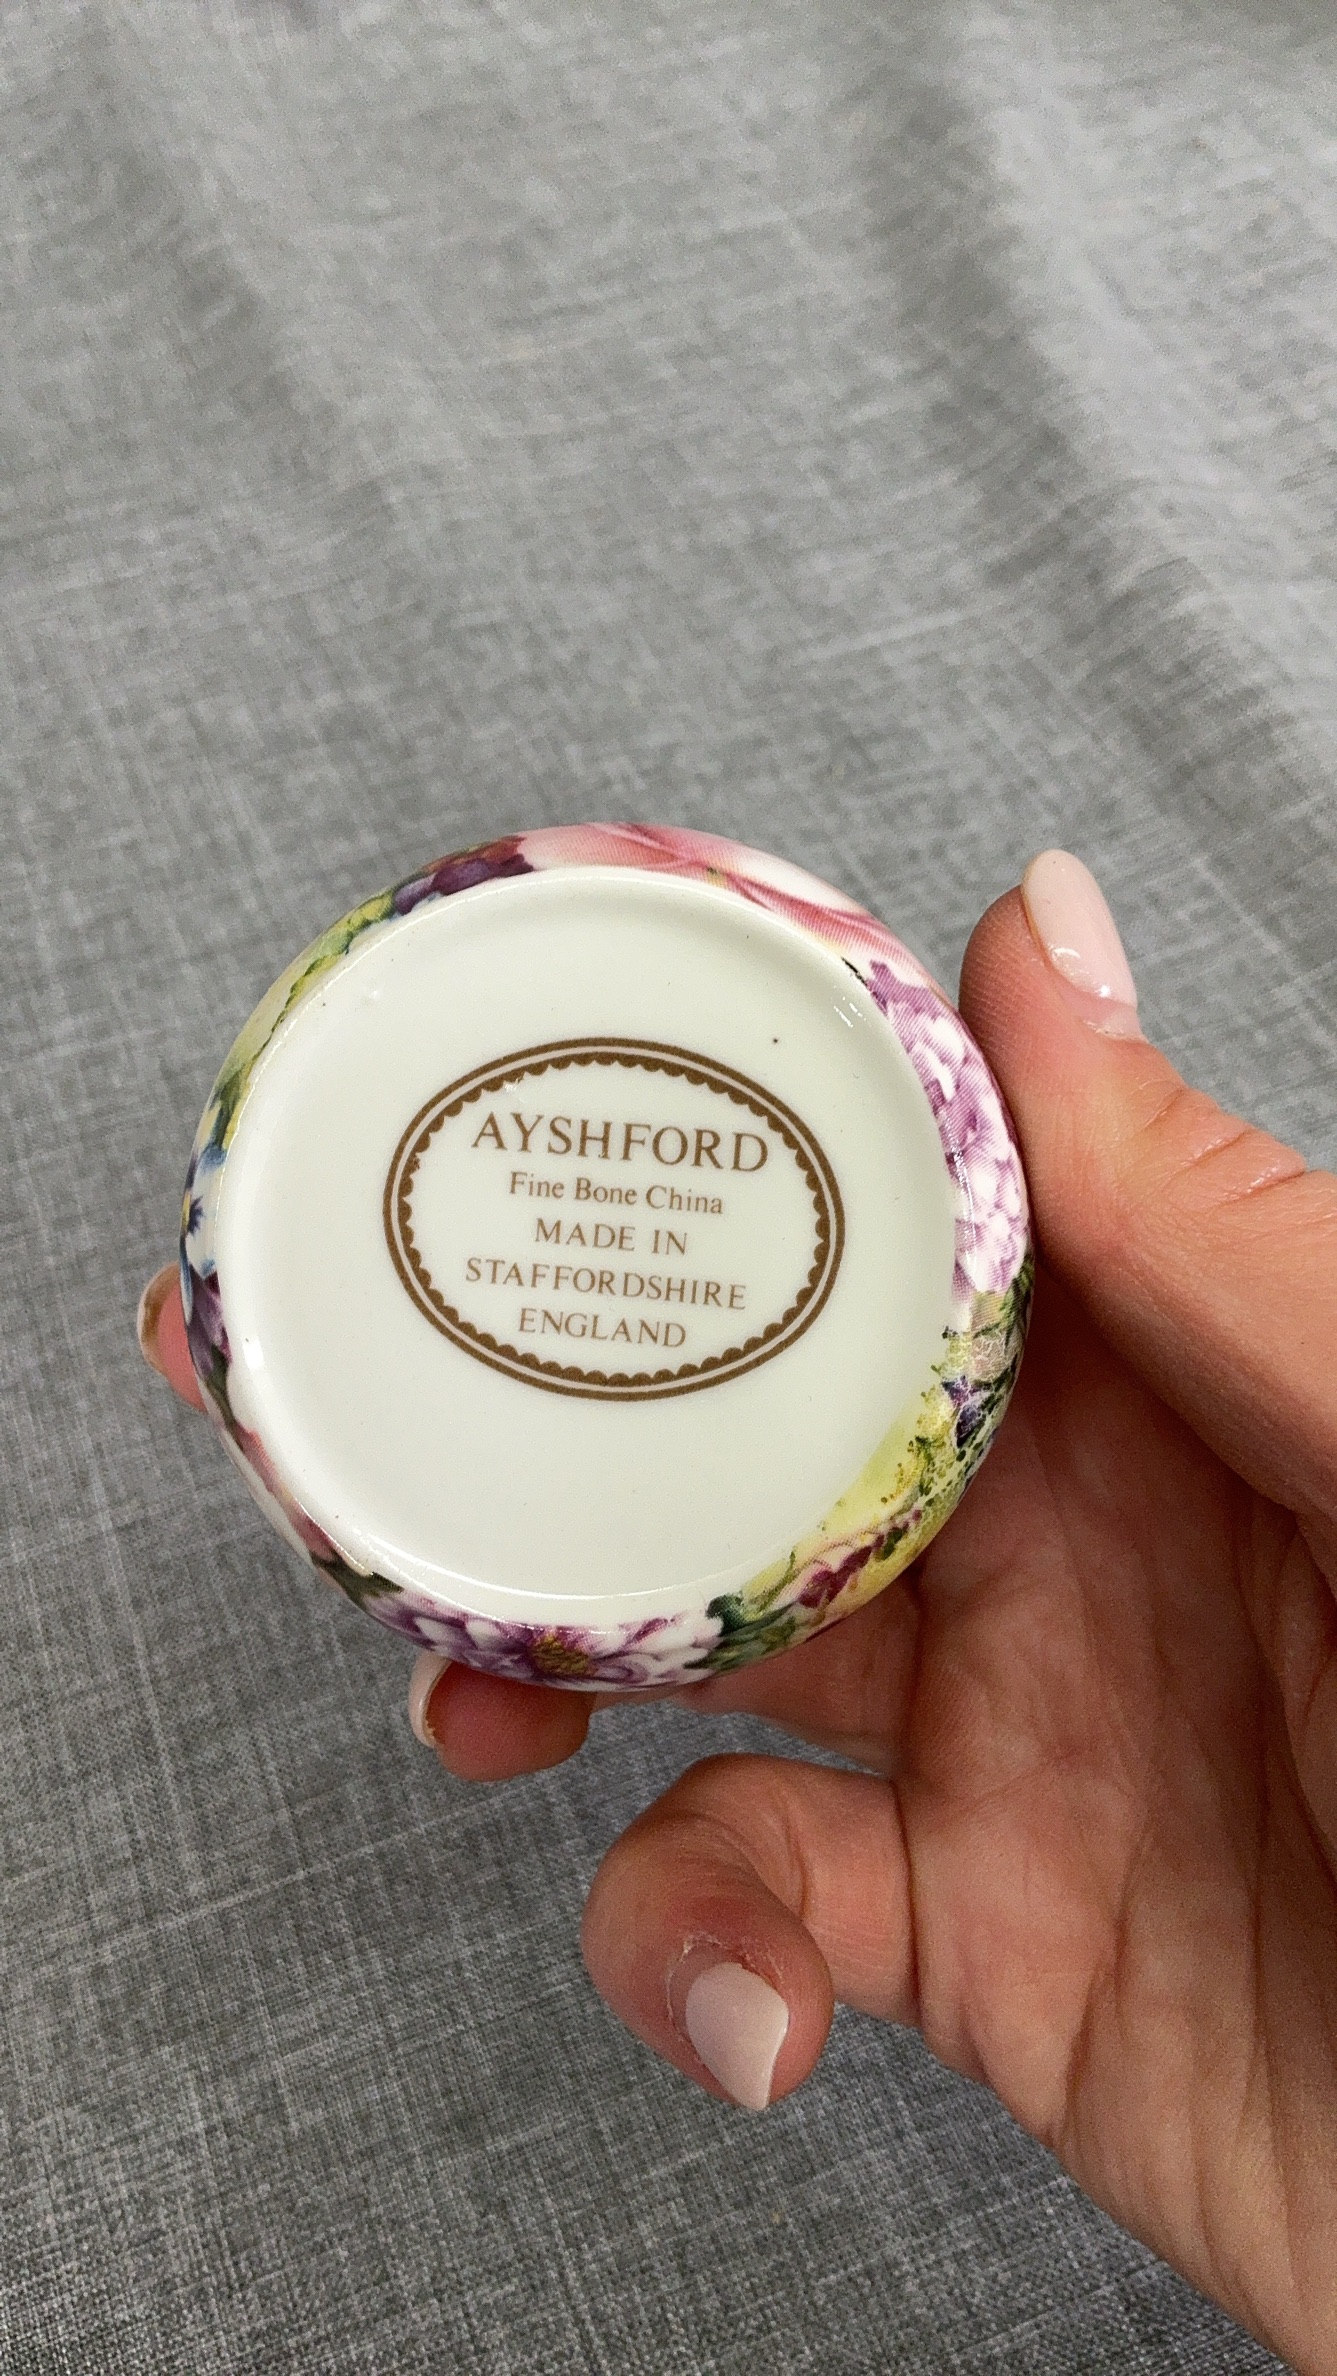 AYSHFORD
Fine Bone China
MADE IN
STAFFORDSHIRE
ENGLAND